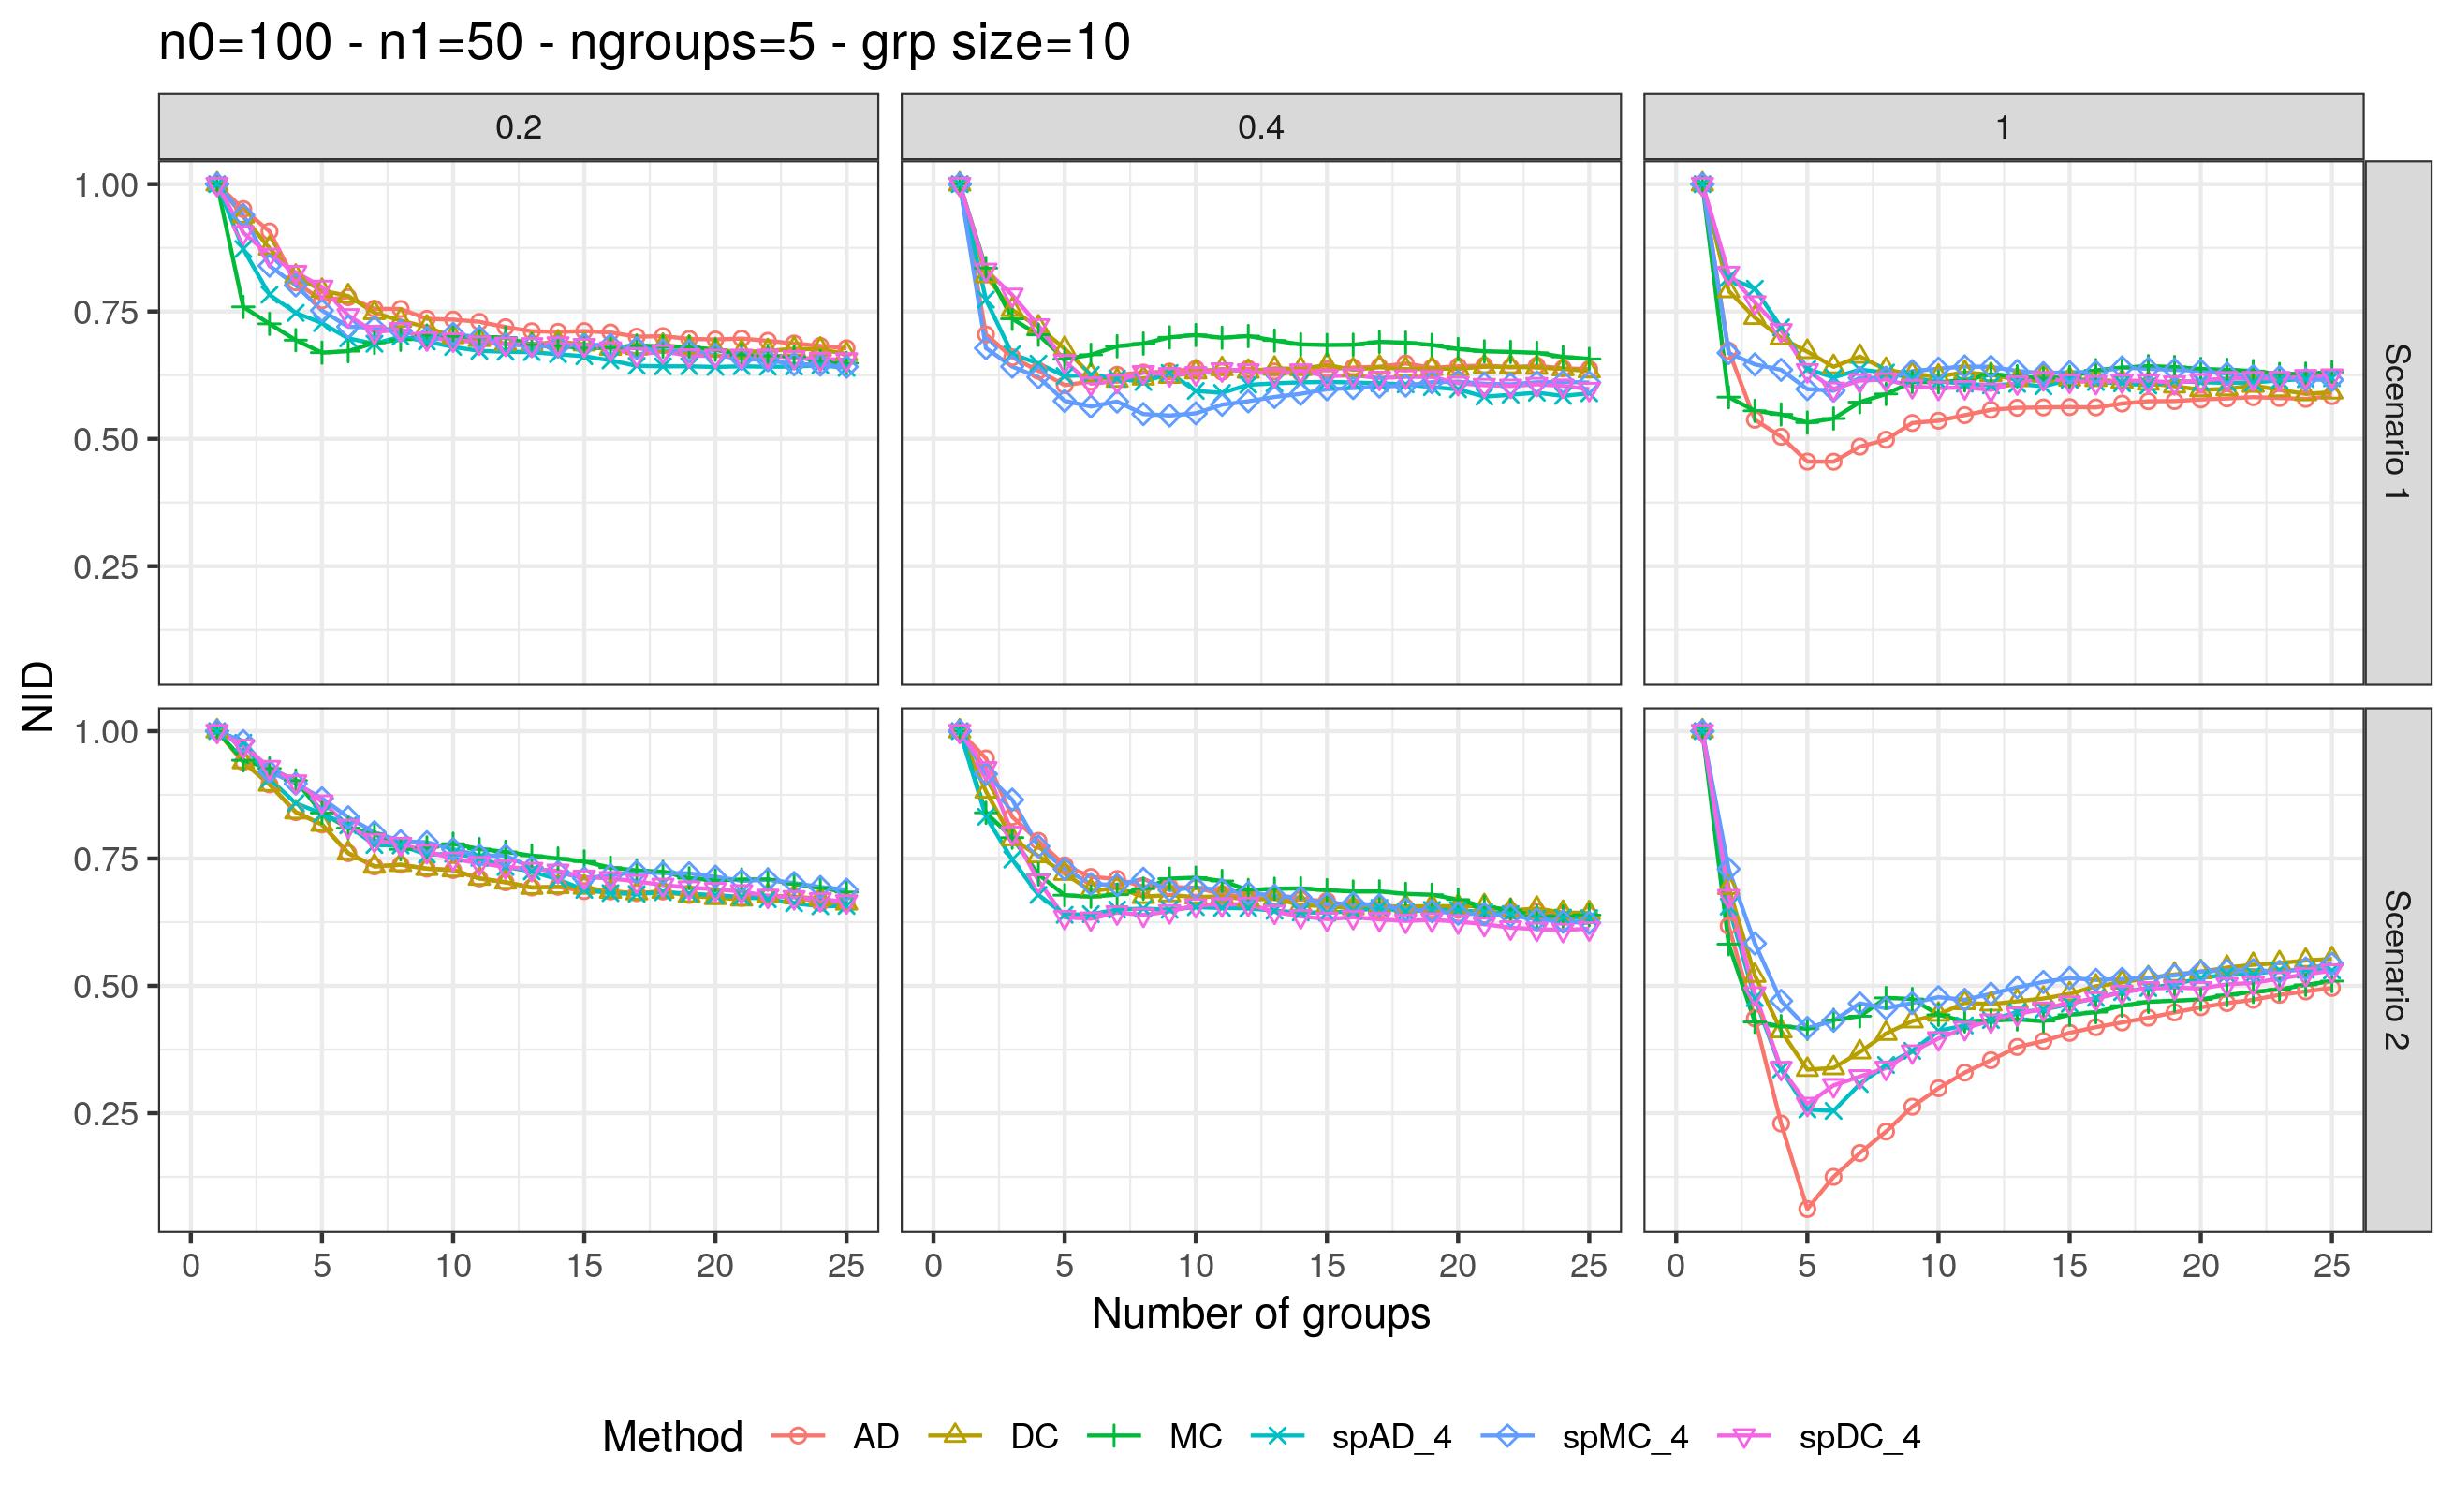 n0=100 - n1=50 - ngroups=5 - grp size=10
0.2 0.4 1
1.00
0.75
0.50
0.25
Scenario 1
NID
1.00
0.75
0.50
0.25
Scenario 2
0 5 10 15 20 25 0 5 10 15 20 25 0 5 10 15 20 25
Number of groups
Method AD DC MC spAD_4 spMC_4 spDC_4